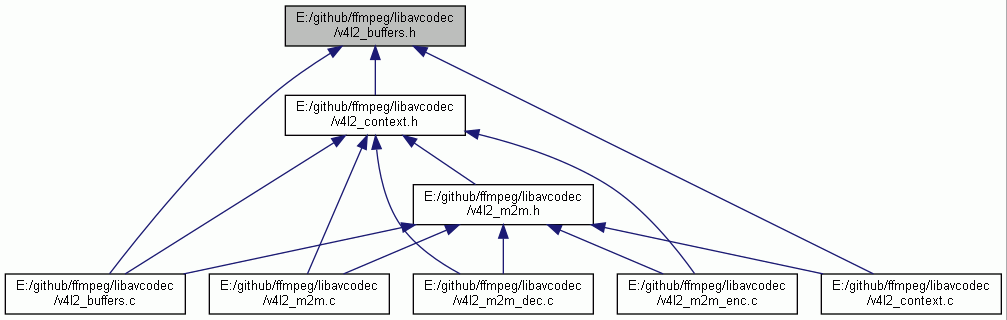 E:/github/ffmpeg/libavcodec
/v4l2_buffers.h
E:/github/ffmpeg/libavcodec
/v4l2_context.h
E:/github/ffmpeg/libavcodec
/v4l2_m2m.h
E:/github/ffmpeg/libavcodec
/v4l2_buffers.c
E:/github/ffmpeg/libavcodec
/v4l2_m2m.c
E:/github/ffmpeg/libavcodec
/v4l2_m2m_dec.c
E:/github/ffmpeg/libavcodec
/v4l2_m2m_enc.c
E:/github/ffmpeg/libavcodec
/v4l2_context.c